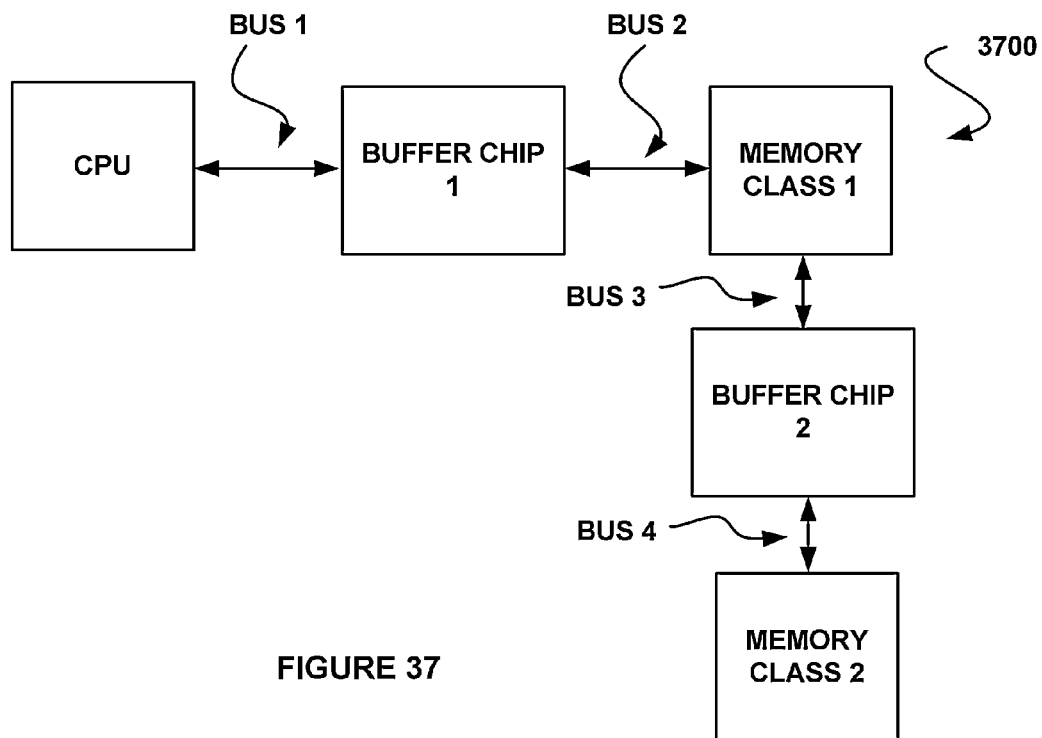 BUS 1
BUS 2
3700
CPU
BUFFER CHIP
1
MEMORY
CLASS 1
BUS 3
BUFFER CHIP
2
BUS 4
MEMORY
CLASS 2
FIGURE 37